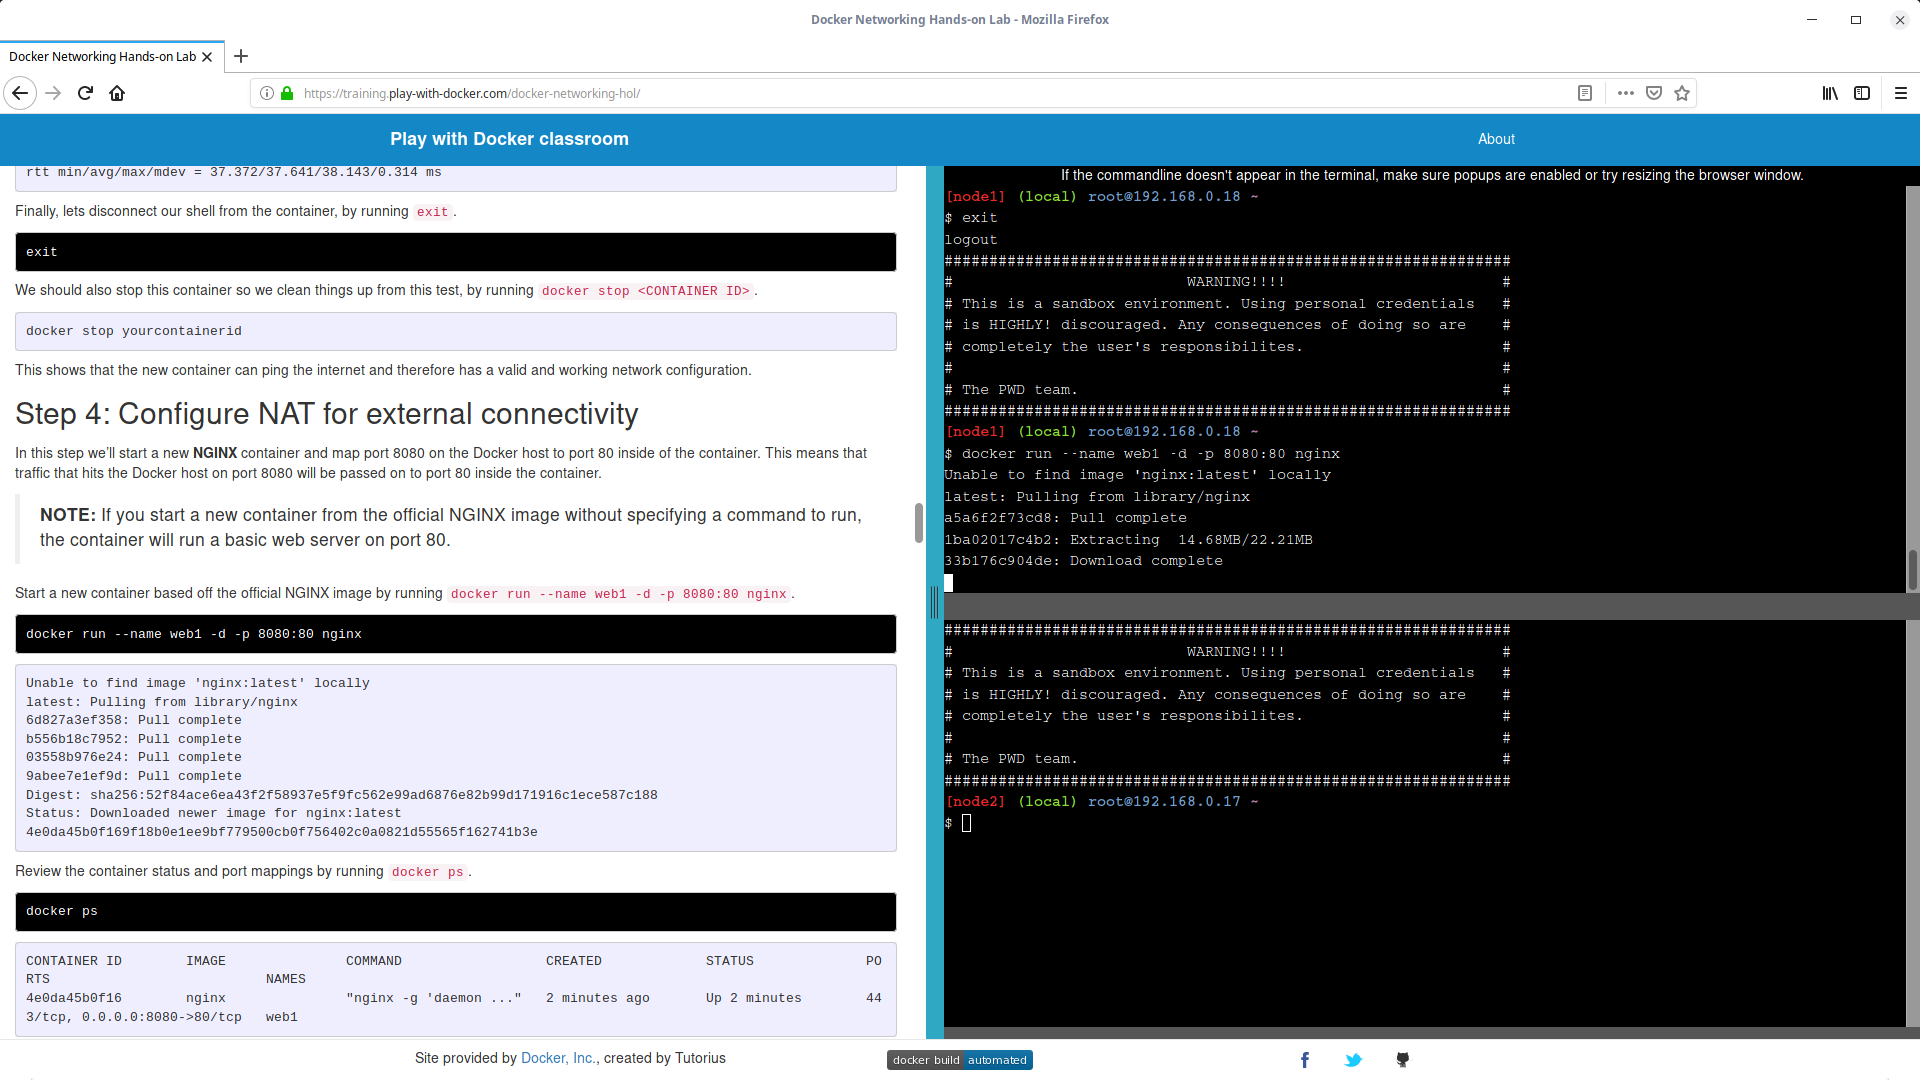 Docker Networking Hands-on Lab - Mozilla Firefox
Docker Networking Hands-on Lab
https://training.play-with-docker.com/docker-networking-hol/
Play with Docker classroom
About
rtt min/avg/max/mdev = 37.372/37.641/38.143/0.314 ms
Finally, lets disconnect our shell from the container, by running exit.
exit
We should also stop this container so we clean things up from this test, by running docker stop <CONTAINER ID>.
docker stop yourcontainerid
This shows that the new container can ping the internet and therefore has a valid and working network configuration.
Step 4: Configure NAT for external connectivity
In this step we’ll start a new NGINX container and map port 8080 on the Docker host to port 80 inside of the container. This means that
traffic that hits the Docker host on port 8080 will be passed on to port 80 inside the container.
NOTE: If you start a new container from the official NGINX image without specifying a command to run,
the container will run a basic web server on port 80.
Start a new container based off the official NGINX image by running docker run --name web1 -d -p 8080:80 nginx.
docker run --name web1 -d -p 8080:80 nginx
Unable to find image 'nginx:latest' locally
latest: Pulling from library/nginx
6d827a3ef358: Pull complete
b556b18c7952: Pull complete
03558b976e24: Pull complete
9abee7e1ef9d: Pull complete
Digest: sha256:52f84ace6ea43f2f58937e5f9fc562e99ad6876e82b99d171916c1ece587c188
Status: Downloaded newer image for nginx:latest
4e0da45b0f169f18b0e1ee9bf779500cb0f756402c0a0821d55565f162741b3e
Review the container status and port mappings by running docker ps.
docker ps
CONTAINER ID        IMAGE               COMMAND                  CREATED             STATUS              PO
RTS                           NAMES
4e0da45b0f16        nginx               "nginx -g 'daemon ..."   2 minutes ago       Up 2 minutes        44
3/tcp, 0.0.0.0:8080->80/tcp   web1
If the commandline doesn't appear in the terminal, make sure popups are enabled or try resizing the browser window.
[node1] (local) root@192.168.0.18 ~
$ exit
logout
###############################################################
#                          WARNING!!!!                        #
# This is a sandbox environment. Using personal credentials   #
# is HIGHLY! discouraged. Any consequences of doing so are    #
# completely the user's responsibilites.                      #
#                                                             #
# The PWD team.                                               #
###############################################################
[node1] (local) root@192.168.0.18 ~
$ docker run --name web1 -d -p 8080:80 nginx
Unable to find image 'nginx:latest' locally
latest: Pulling from library/nginx
a5a6f2f73cd8: Pull complete
1ba02017c4b2: Extracting  14.68MB/22.21MB
33b176c904de: Download complete
###############################################################
#                          WARNING!!!!                        #
# This is a sandbox environment. Using personal credentials   #
# is HIGHLY! discouraged. Any consequences of doing so are    #
# completely the user's responsibilites.                      #
#                                                             #
# The PWD team.                                               #
###############################################################
[node2] (local) root@192.168.0.17 ~
$
Site provided by Docker, Inc., created by Tutorius
docker build automated